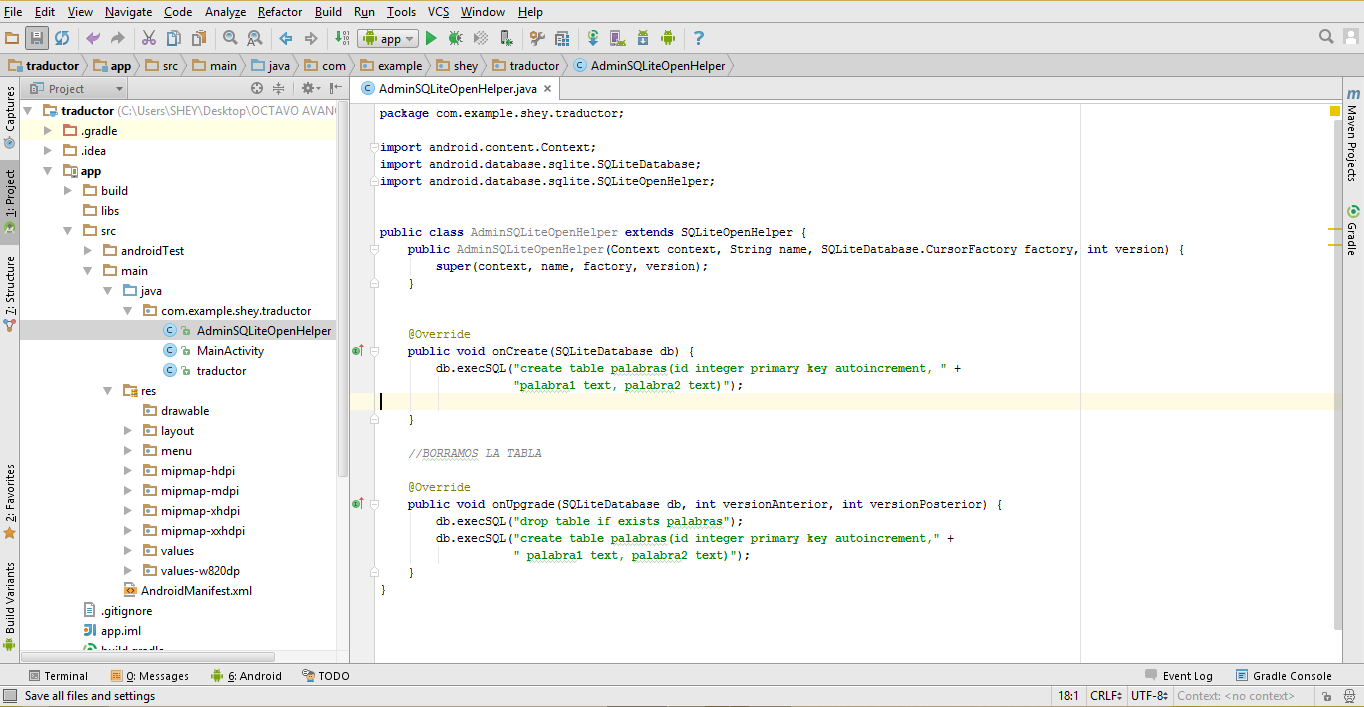 File Edit View Navigate Code Analyze Refactor Build Run Tools VCS Window Help
app
traductor app src main java com example shey traductor AdminSQLiteOpenHelper
Project
AdminSQLiteOpenHelper.java
Captures
1: Project
7: Structure
2: Favorites
Build Variants
traductor (C:\Users\SHEY\Desktop\OCTAVO AVAN
.gradle
.idea
app
build
libs
src
androidTest
main
java
com.example.shey.traductor
AdminSQLiteOpenHelper
MainActivity
traductor
res
drawable
layout
menu
mipmap-hdpi
mipmap-mdpi
mipmap-xhdpi
mipmap-xxhdpi
values
values-w820dp
AndroidManifest.xml
.gitignore
app.iml
build.gradle
package com.example.shey.traductor;
import android.content.Context;
import android.database.sqlite.SQLiteDatabase;
import android.database.sqlite.SQLiteOpenHelper;
public class AdminSQLiteOpenHelper extends SQLiteOpenHelper {
public AdminSQLiteOpenHelper(Context context, String name, SQLiteDatabase.CursorFactory factory, int version) {
super(context, name, factory, version);
}
@Override
public void onCreate(SQLiteDatabase db) {
db.execSQL("create table palabras(id integer primary key autoincrement, " +
"palabra1 text, palabra2 text)");
}
//BORRAMOS LA TABLA
@Override
public void onUpgrade(SQLiteDatabase db, int versionAnterior, int versionPosterior) {
db.execSQL("drop table if exists palabras");
db.execSQL("create table palabras(id integer primary key autoincrement," +
" palabra1 text, palabra2 text)");
}
}
m Maven Projects
Gradle
Terminal 0: Messages 6: Android TODO Event Log Gradle Console
Save all files and settings 18:1 CRLF UTF-8 Context: <no context>